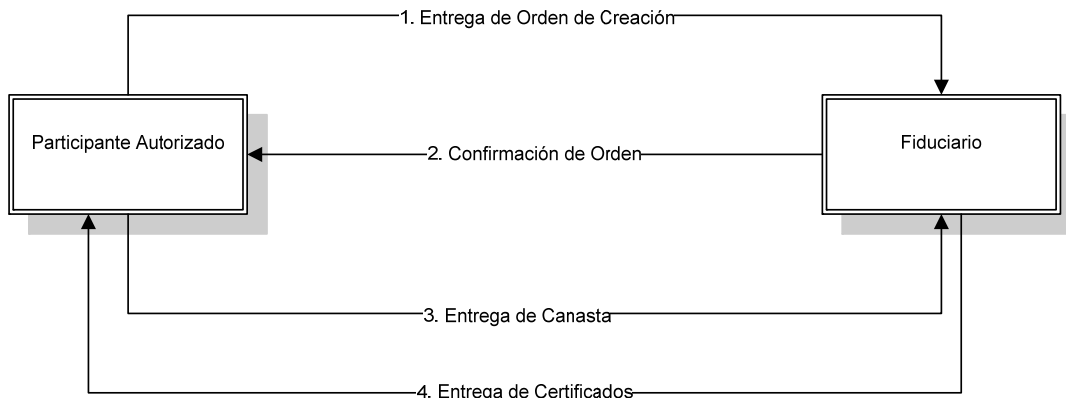 1. Entrega de Orden de Creación
Participante Autorizado
Fiduciario
2. Confirmación de Orden
3. Entrega de Canasta
4. Entrega de Certificados